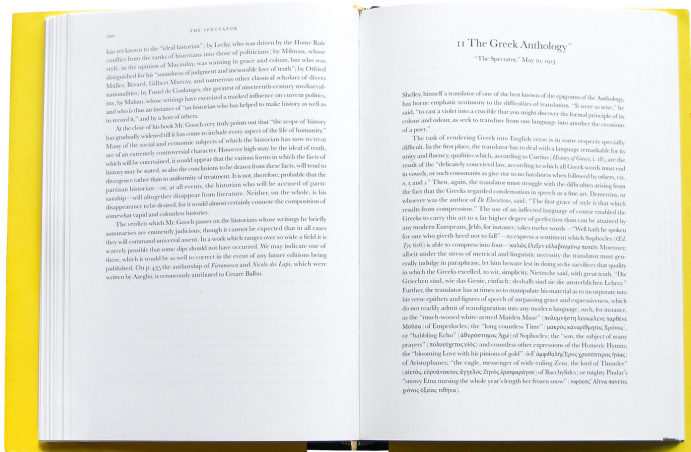 THE SPECTATOR
has yet known to the "ideal historian"; by Lecky, who was driven by the Home Rule
conflict from the ranks of historians into those of politicians; by Milman, whose
style, in the opinion of Macaulay, was wanting in grace and colour, but who was
distinguished for his "soundness of judgment and inexorable love of truth"; by Otfried
Müller, Bérard, Gilbert Murray, and numerous other classical scholars of divers
nationalities; by Fustel de Coulanges, the greatest of nineteenth-century mediaeval-
ists; by Mahan, whose writings have exercised a marked influence on current politics,
and who is thus an instance of "an historian who has helped to make history as well as
to record it," and by a host of others.
At the close of his book Mr. Gooch very truly points out that "the scope of history
has gradually widened till it has come to include every aspect of the life of humanity."
Many of the social and economic subjects of which the historian has now to treat
are of an extremely controversial character. However high may be the ideal of truth,
which will be entertained, it would appear that the various forms in which the facts of
history may be stated, as also the conclusions to be drawn from these facts, will tend to
divergence rather than to uniformity of treatment. It is not, therefore, probable that the
partisan historian—or, at all events, the historian who will be accused of parti-
sanship—will altogether disappear from literature. Neither, on the whole, is his
disappearance to be desired, for it would almost certainly connote the composition of
somewhat vapid and colourless histories.
The verdicts which Mr. Gooch passes on the historians whose writings he briefly
summarises are eminently judicious, though it cannot be expected that in all cases
they will command universal assent. In a work which ranges over so wide a field it is
scarcely possible that some slips should not have occurred. We may indicate one of
these, which it would be as well to correct in the event of any future editions being
published. On p. 435 the authorship of Fieramosca and Nicolo dei Lapi, which were
written by Azeglio, is erroneously attributed to Cesare Balbo.
11 The Greek Anthology
"The Spectator," May 10, 1913
Shelley, himself a translator of one of the best known of the epigrams of the Anthology,
has borne emphatic testimony to the difficulties of translation. "It were as wise," he
said, "to cast a violet into a crucible that you might discover the formal principle of its
colour and odour, as seek to transfuse from one language into another the creations
of a poet."
The task of rendering Greek into English verse is in some respects specially
difficult. In the first place, the translator has to deal with a language remarkable for its
unity and fluency, qualities which, according to Curtius (History of Greece, i. 18), are the
result of the "delicately conceived law, according to which all Greek words must end
in vowels, or such consonants as give rise to no harshness when followed by others, viz.
n, r, and s." Then, again, the translator must struggle with the difficulties arising from
the fact that the Greeks regarded condensation in speech as a fine art. Demetrius, or
whoever was the author of De Elocutione, said: "The first grace of style is that which
results from compression." The use of an inflected language of course enabled the
Greeks to carry this art to a far higher degree of perfection than can be attained by
any modern Europeans. Jebb, for instance, takes twelve words—"Well hath he spoken
for one who giveth heed not to fall"—to express a sentiment which Sophocles (Œd.
Tyr. 616) is able to compress into four—καλῶς ἔλεξεν εὐλαβουμένῳ πεσεῖν. Moreover,
albeit under the stress of metrical and linguistic necessity the translator must gen-
erally indulge in paraphrase, let him beware lest in doing so he sacrifices that quality
in which the Greeks excelled, to wit, simplicity. Nietzsche said, with great truth, "Die
Griechen sind, wie das Genie, einfach; deshalb sind sie die unsterblichen Lehrer."
Further, the translator has at times so to manipulate his material as to incorporate into
his verse epithets and figures of speech of surpassing grace and expressiveness, which
do not readily admit of transfiguration into any modern language; such, for instance,
as the "much-wooed white-armed Maiden Muse" (πολυμνήστη λευκώλενε παρθένε
Μοῦσα) of Empedocles; the "long countless Time" (μακρὸς κἀναρίθμητος Χρόνος),
or "babbling Echo" (ἀθυρόστομος Ἀχώ) of Sophocles; the "son, the subject of many
prayers" (πολυεύχετος υἱός) and countless other expressions of the Homeric Hymns;
the "blooming Love with his pinions of gold" (ὁ δ' ἀμφιθαλὴς Ἔρως χρυσόπτερος ἡνίας)
of Aristophanes; "the eagle, messenger of wide-ruling Zeus, the lord of Thunder"
(αἰετὸς, εὐρυάνακτος ἄγγελος Ζηνὸς ἐρισφαράγου) of Bacchylides; or mighty Pindar's
"snowy Etna nursing the whole year's length her frozen snow" (νιφόεσσ' Αἴτνα πανετες
χιόνος ὀξείας τιθήνα).